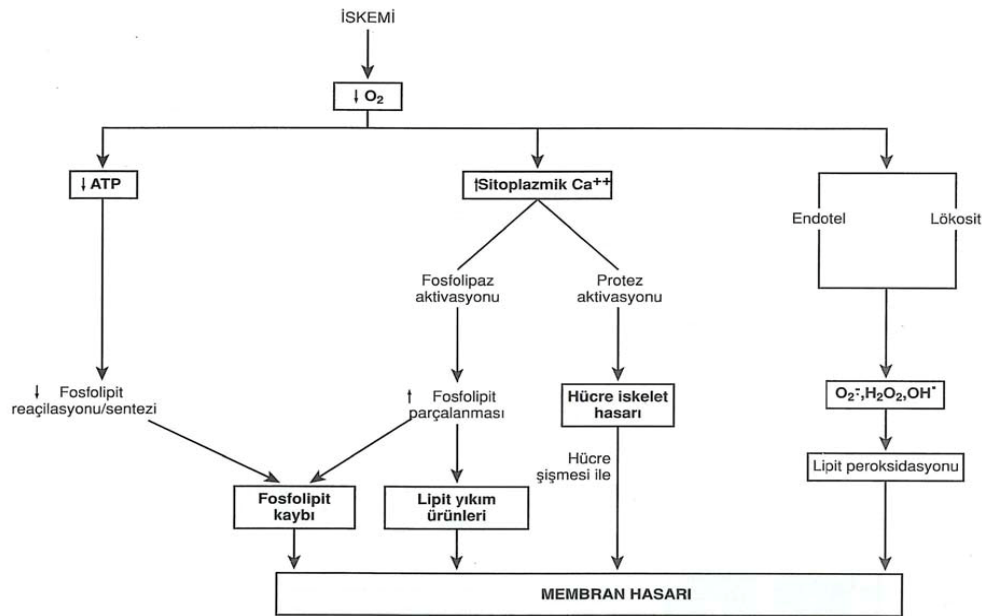 İSKEMİ
↓ O₂
↓ ATP
↑Sitoplazmik Ca⁺⁺
Endotel
Lökosit
Fosfolipaz
aktivasyonu
Protez
aktivasyonu
↓ Fosfolipit
reaçilasyonu/sentezi
↑ Fosfolipit
parçalanması
Hücre iskelet
hasarı
O₂⁻,H₂O₂,OH•
Hücre
şişmesi ile
Lipit peroksidasyonu
Fosfolipit
kaybı
Lipit yıkım
ürünleri
MEMBRAN HASARI